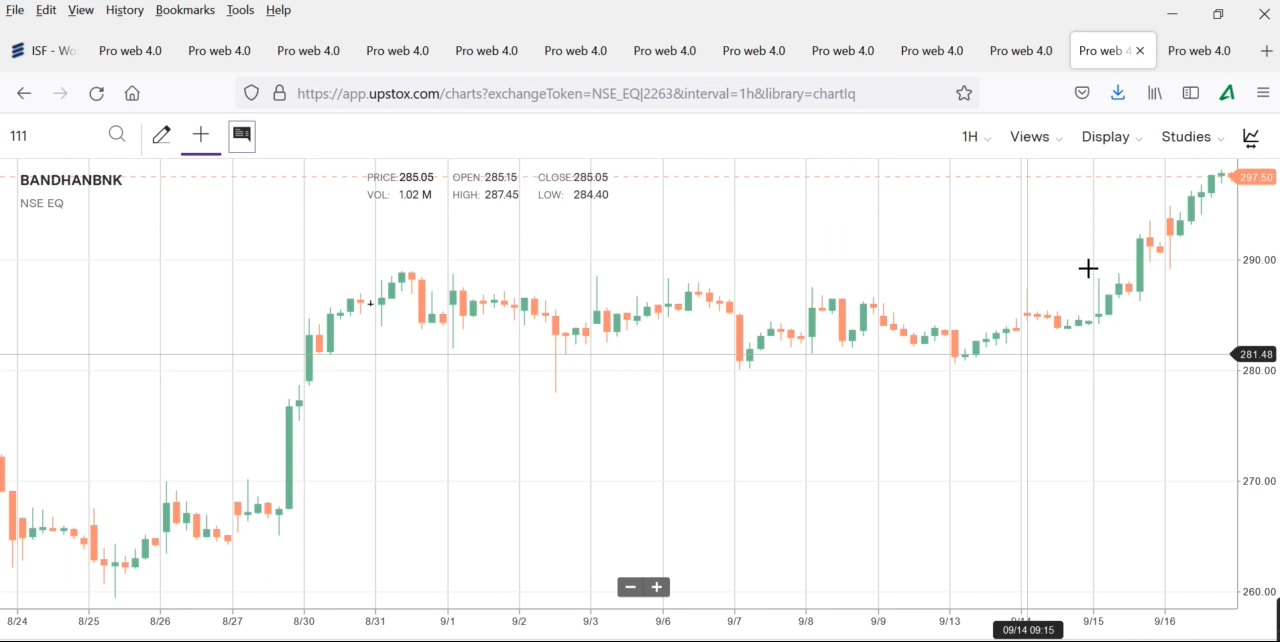 File Edit View History Bookmarks Tools Help
ISF - Wo Pro web 4.0 Pro web 4.0 Pro web 4.0 Pro web 4.0 Pro web 4.0 Pro web 4.0 Pro web 4.0 Pro web 4.0 Pro web 4.0 Pro web 4.0 Pro web 4.0 Pro web 4 Pro web 4.0
https://app.upstox.com/charts?exchangeToken=NSE_EQ|2263&interval=1h&library=chartIq
111 1H Views Display Studies
BANDHANBNK PRICE: 285.05 OPEN: 285.15 CLOSE: 285.05 297.50
NSE EQ VOL: 1.02 M HIGH: 287.45 LOW: 284.40
290.00
281.48
280.00
270.00
260.00
8/24 8/25 8/26 8/27 8/30 8/31 9/1 9/2 9/3 9/6 9/7 9/8 9/9 9/13 9/14 9/15 9/16
09/14 09:15